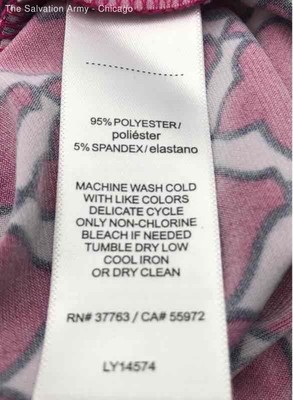 The Salvation Army - Chicago
95% POLYESTER/
poliéster
5% SPANDEX/elastano
MACHINE WASH COLD
WITH LIKE COLORS
DELICATE CYCLE
ONLY NON-CHLORINE
BLEACH IF NEEDED
TUMBLE DRY LOW
COOL IRON
OR DRY CLEAN
RN# 37763 / CA# 55972
LY14574